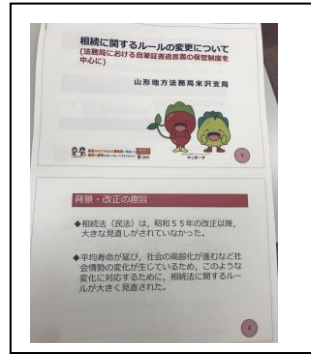 相続に関するルールの変更について
(法務局における自筆証書遺言書の保管制度を
中心に)
山形地方法務局米沢支局
1
背景・改正の趣旨
◆相続法(民法)は,昭和55年の改正以降,
大きな見直しがされていなかった。
◆平均寿命が延び,社会の高齢化が進むなど社
会情勢の変化が生じているため,このような
変化に対応するために,相続法に関するルー
ルが大きく見直された。
2